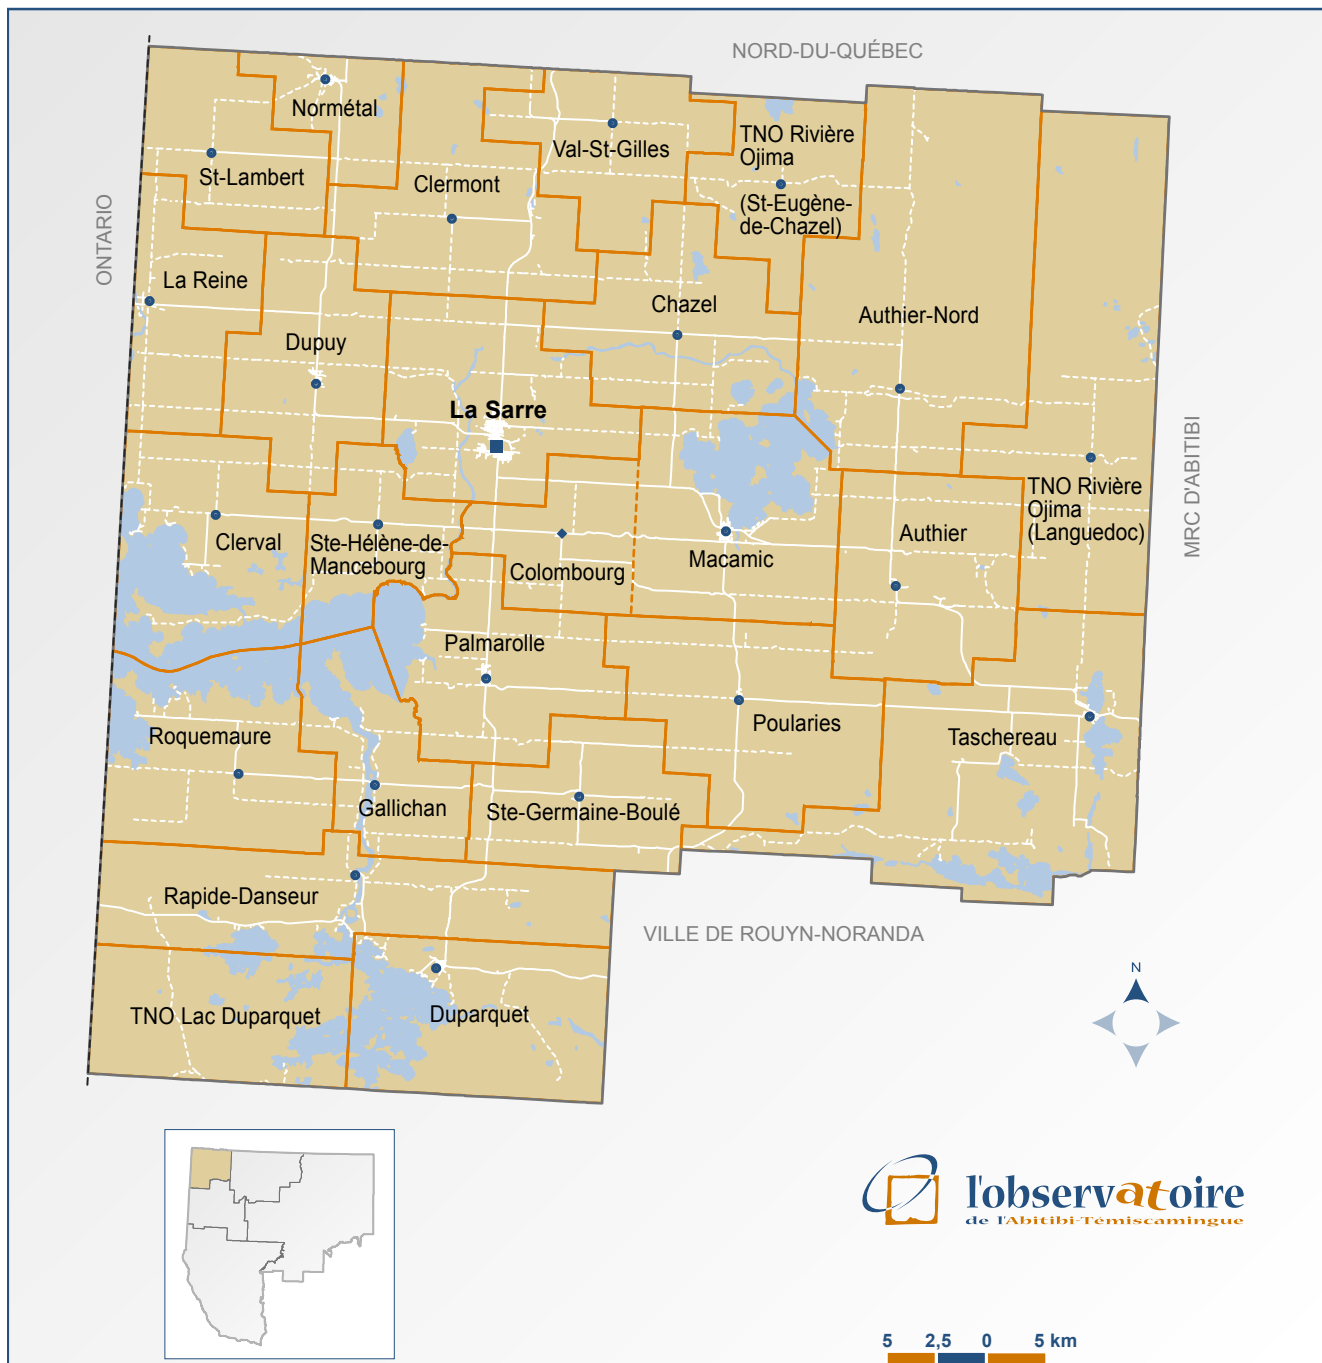 NORD-DU-QUÉBEC
Normétal
Val-St-Gilles
TNO Rivière
Ojima
(St-Eugène-
de-Chazel)
St-Lambert
Clermont
ONTARIO
La Reine
Chazel
Authier-Nord
Dupuy
La Sarre
MRC D'ABITIBI
TNO Rivière
Ojima
(Languedoc)
Clerval
Ste-Hélène-de-
Mancebourg
Colombourg
Macamic
Authier
Palmarolle
Roquemaure
Poularies
Taschereau
Gallichan
Ste-Germaine-Boulé
Rapide-Danseur
VILLE DE ROUYN-NORANDA
TNO Lac Duparquet
Duparquet
N
l'observatoire
de l'Abitibi-Témiscamingue
5 2,5 0 5 km